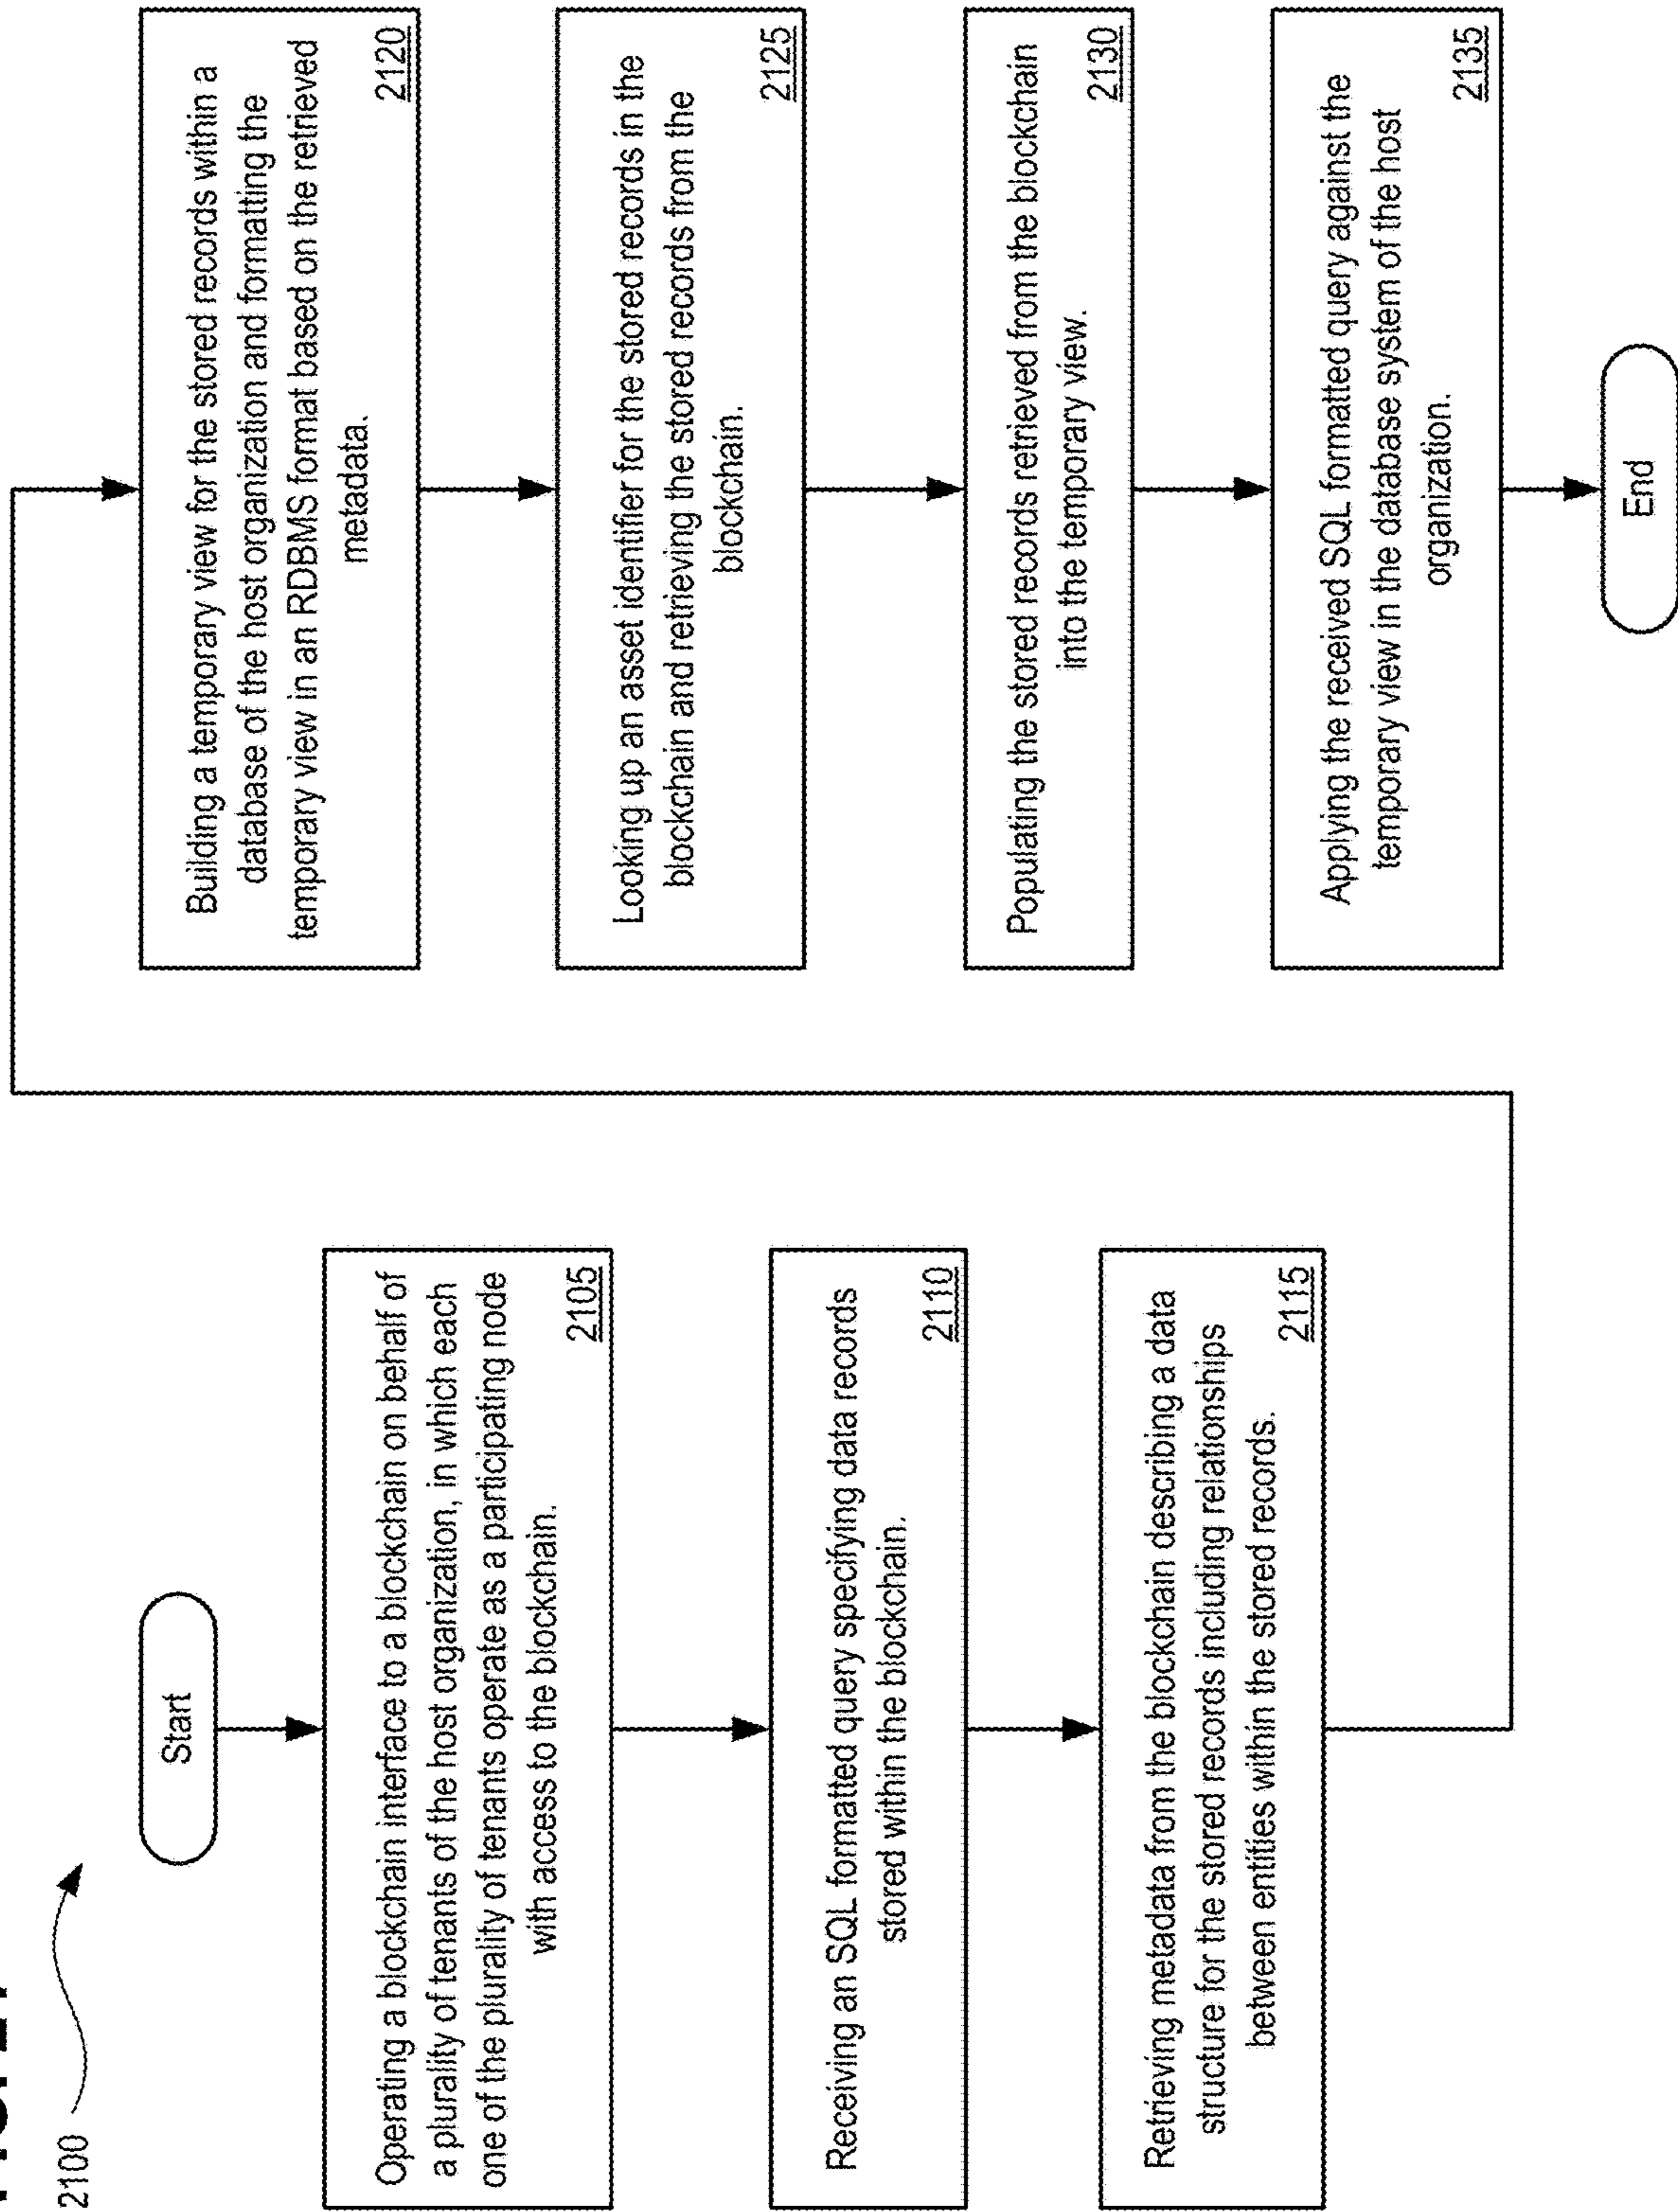 2100
Start
Operating a blockchain interface to a blockchain on behalf of
a plurality of tenants of the host organization, in which each
one of the plurality of tenants operate as a participating node
with access to the blockchain.
2105
Receiving an SQL formatted query specifying data records
stored within the blockchain.
2110
Retrieving metadata from the blockchain describing a data
structure for the stored records including relationships
between entities within the stored records.
2115
Building a temporary view for the stored records within a
database of the host organization and formatting the
temporary view in an RDBMS format based on the retrieved
metadata.
2120
Looking up an asset identifier for the stored records in the
blockchain and retrieving the stored records from the
blockchain.
2125
Populating the stored records retrieved from the blockchain
into the temporary view.
2130
Applying the received SQL formatted query against the
temporary view in the database system of the host
organization.
2135
End